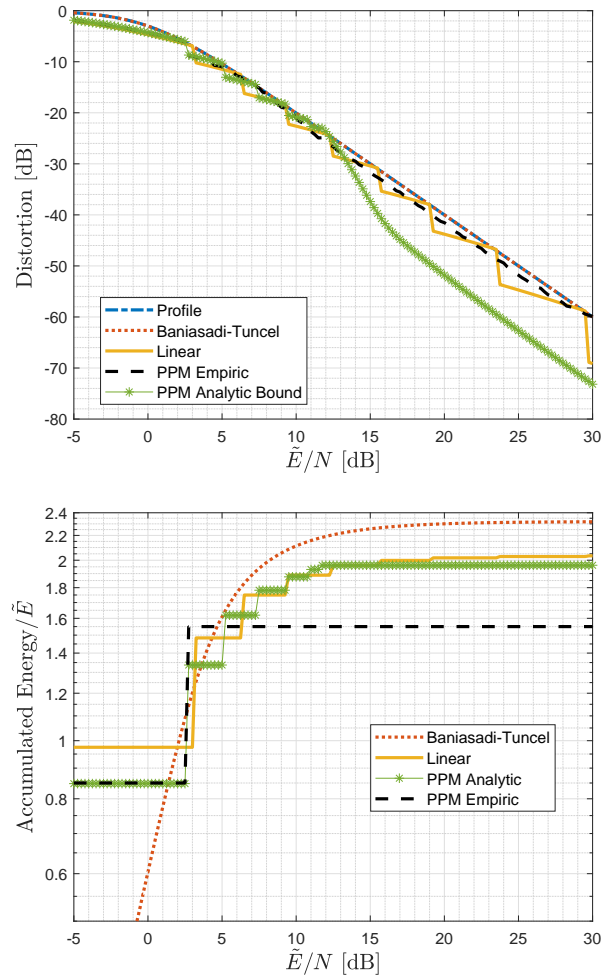 0
-10
-20
-30
-40
-50
-60
-70
-80
Distortion [dB]
Profile
Baniasadi-Tuncel
Linear
PPM Empiric
PPM Analytic Bound
-5 0 5 10 15 20 25 30
Ẽ/N [dB]
2.4
2.2
2
1.8
1.6
1.4
1.2
1
0.8
0.6
Accumulated Energy/Ẽ
Baniasadi-Tuncel
Linear
PPM Analytic
PPM Empiric
-5 0 5 10 15 20 25 30
Ẽ/N [dB]